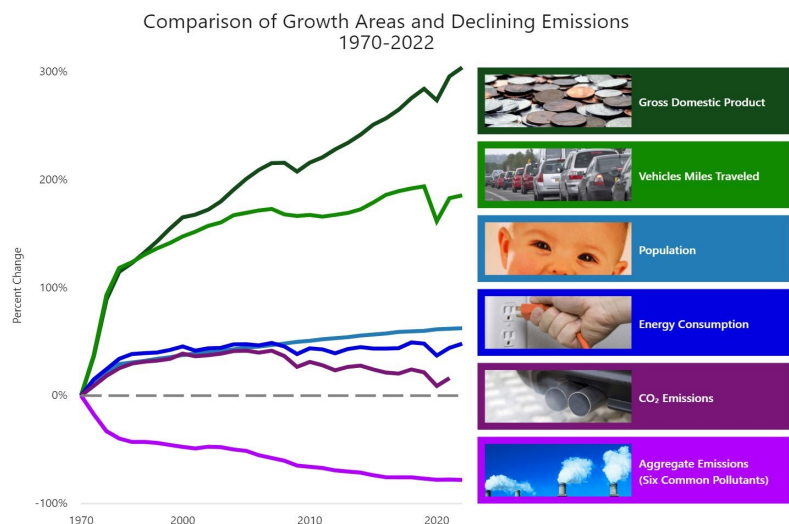 Comparison of Growth Areas and Declining Emissions
1970-2022
300%
200%
100%
0%
-100%
Percent Change
1970
2000
2010
2020
Gross Domestic Product
Vehicles Miles Traveled
Population
Energy Consumption
CO₂ Emissions
Aggregate Emissions
(Six Common Pollutants)